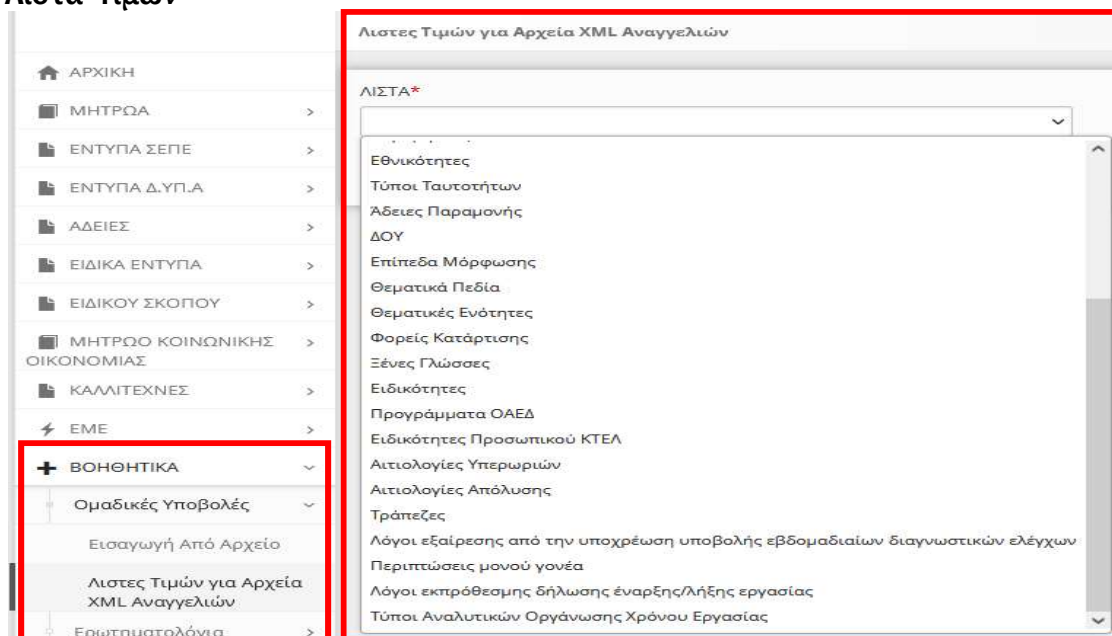 Λίστα Τιμών
Λιστες Τιμών για Αρχεία XML Αναγγελιών
ΑΡΧΙΚΗ
ΜΗΤΡΩΑ
ΕΝΤΥΠΑ ΣΕΠΕ
ΕΝΤΥΠΑ Δ.ΥΠ.Α
ΑΔΕΙΕΣ
ΕΙΔΙΚΑ ΕΝΤΥΠΑ
ΕΙΔΙΚΟΥ ΣΚΟΠΟΥ
ΜΗΤΡΩΟ ΚΟΙΝΩΝΙΚΗΣ
ΟΙΚΟΝΟΜΙΑΣ
ΚΑΛΛΙΤΕΧΝΕΣ
ΕΜΕ
ΒΟΗΘΗΤΙΚΑ
Ομαδικές Υποβολές
Εισαγωγή Από Αρχείο
Λιστες Τιμών για Αρχεία
XML Αναγγελιών
Ερωτηματολόγια
ΛΙΣΤΑ*
Εθνικότητες
Τύποι Ταυτοτήτων
Άδειες Παραμονής
ΔΟΥ
Επίπεδα Μόρφωσης
Θεματικά Πεδία
Θεματικές Ενότητες
Φορείς Κατάρτισης
Ξένες Γλώσσες
Ειδικότητες
Προγράμματα ΟΑΕΔ
Ειδικότητες Προσωπικού ΚΤΕΛ
Αιτιολογίες Υπερωριών
Αιτιολογίες Απόλυσης
Τράπεζες
Λόγοι εξαίρεσης από την υποχρέωση υποβολής εβδομαδιαίων διαγνωστικών ελέγχων
Περιπτώσεις μονού γονέα
Λόγοι εκπρόθεσμης δήλωσης έναρξης/λήξης εργασίας
Τύποι Αναλυτικών Οργάνωσης Χρόνου Εργασίας